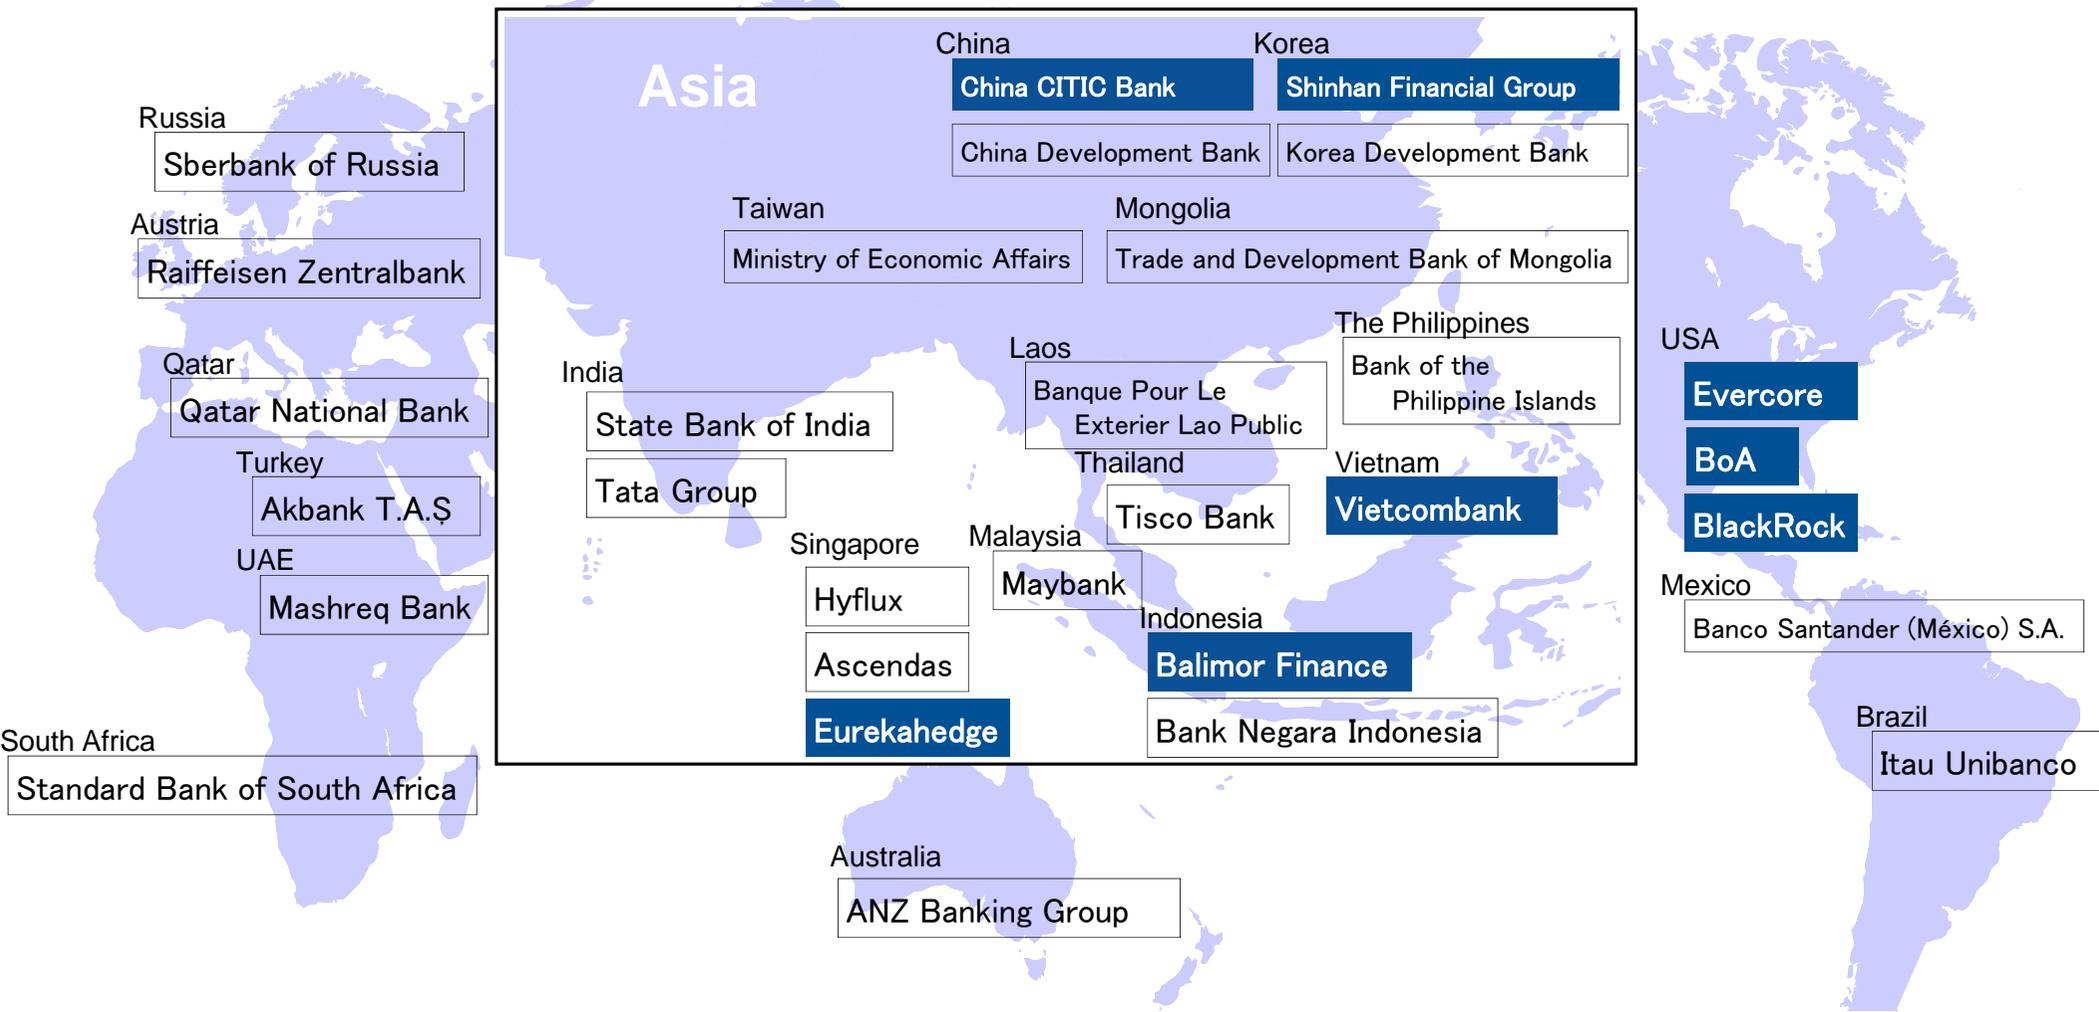 Asia
China
China CITIC Bank
China Development Bank
Korea
Shinhan Financial Group
Korea Development Bank
Russia
Sberbank of Russia
Austria
Raiffeisen Zentralbank
Qatar
Qatar National Bank
Turkey
Akbank T.A.Ş
UAE
Mashreq Bank
South Africa
Standard Bank of South Africa
Taiwan
Ministry of Economic Affairs
Mongolia
Trade and Development Bank of Mongolia
India
State Bank of India
Tata Group
Laos
Banque Pour Le
Exterier Lao Public
The Philippines
Bank of the
Philippine Islands
Thailand
Tisco Bank
Vietnam
Vietcombank
Singapore
Hyflux
Ascendas
Eurekahedge
Malaysia
Maybank
Indonesia
Balimor Finance
Bank Negara Indonesia
Australia
ANZ Banking Group
USA
Evercore
BoA
BlackRock
Mexico
Banco Santander (México) S.A.
Brazil
Itau Unibanco